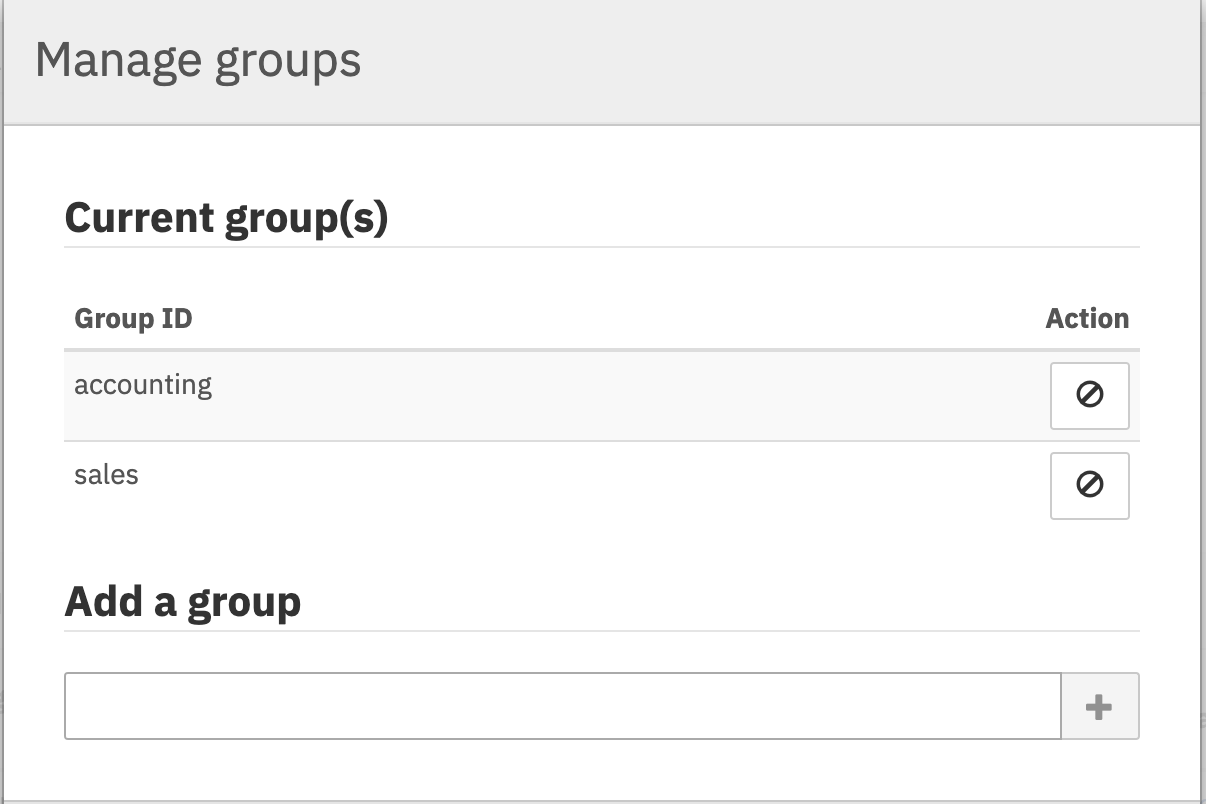 Manage groups
Current group(s)
Group ID Action
accounting
sales
Add a group